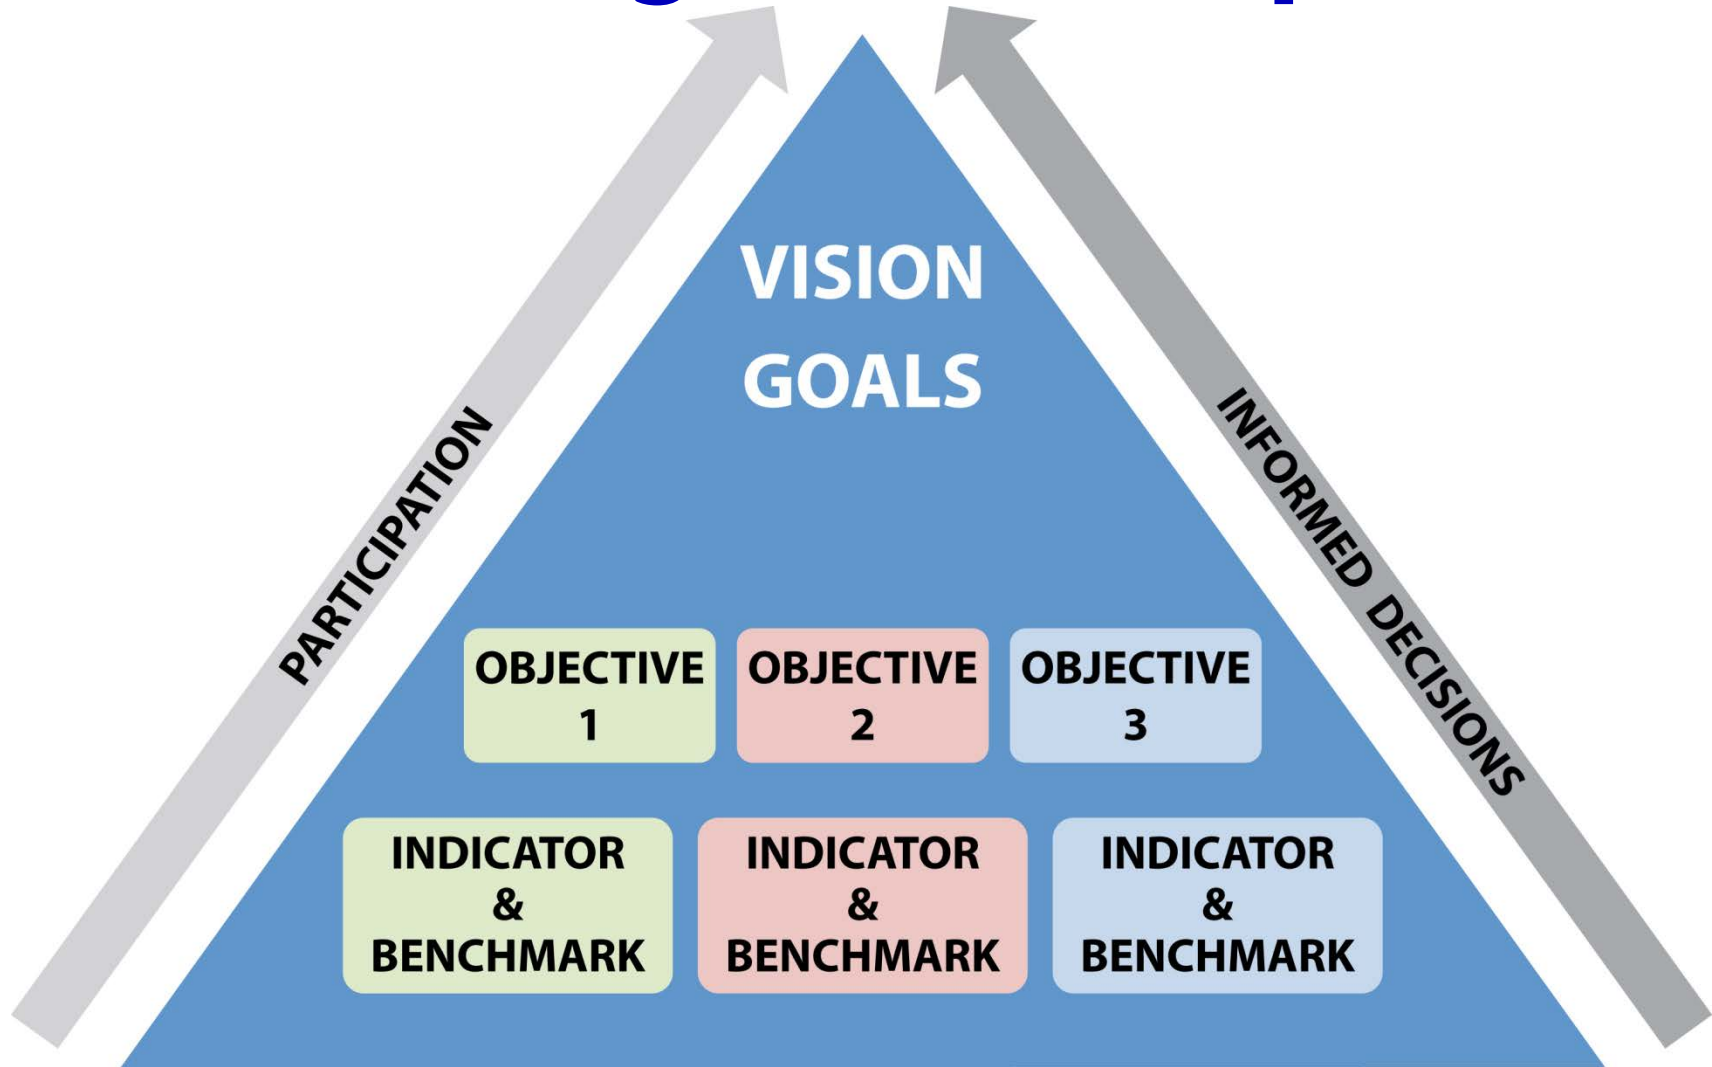 VISION
GOALS
PARTICIPATION
INFORMED DECISIONS
OBJECTIVE
1
OBJECTIVE
2
OBJECTIVE
3
INDICATOR
&
BENCHMARK
INDICATOR
&
BENCHMARK
INDICATOR
&
BENCHMARK